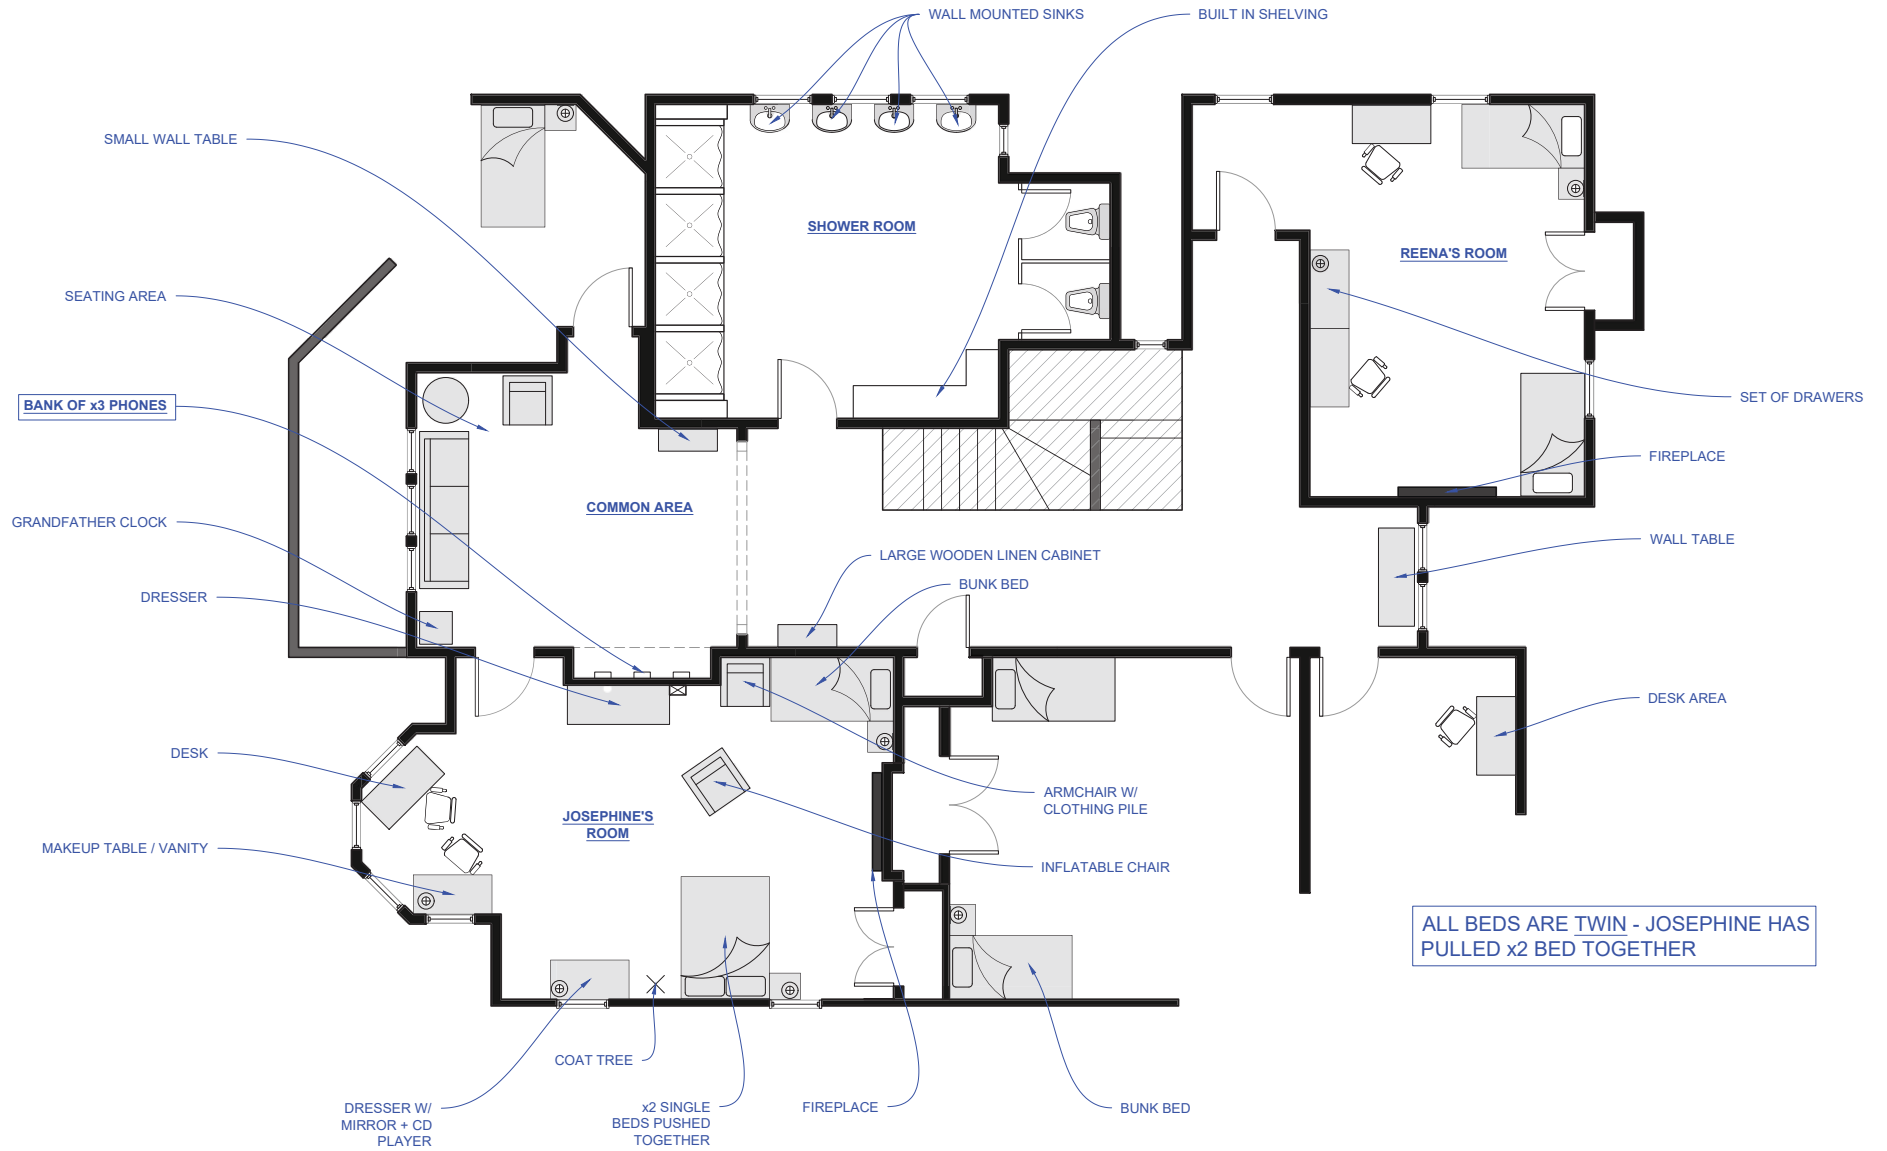 WALL MOUNTED SINKS
BUILT IN SHELVING
SMALL WALL TABLE
SHOWER ROOM
REENA'S ROOM
SEATING AREA
BANK OF x3 PHONES
SET OF DRAWERS
FIREPLACE
COMMON AREA
GRANDFATHER CLOCK
WALL TABLE
LARGE WOODEN LINEN CABINET
BUNK BED
DRESSER
DESK AREA
DESK
ARMCHAIR W/
CLOTHING PILE
JOSEPHINE'S
ROOM
MAKEUP TABLE / VANITY
INFLATABLE CHAIR
ALL BEDS ARE TWIN - JOSEPHINE HAS
PULLED x2 BED TOGETHER
COAT TREE
DRESSER W/
MIRROR + CD
PLAYER
x2 SINGLE
BEDS PUSHED
TOGETHER
FIREPLACE
BUNK BED